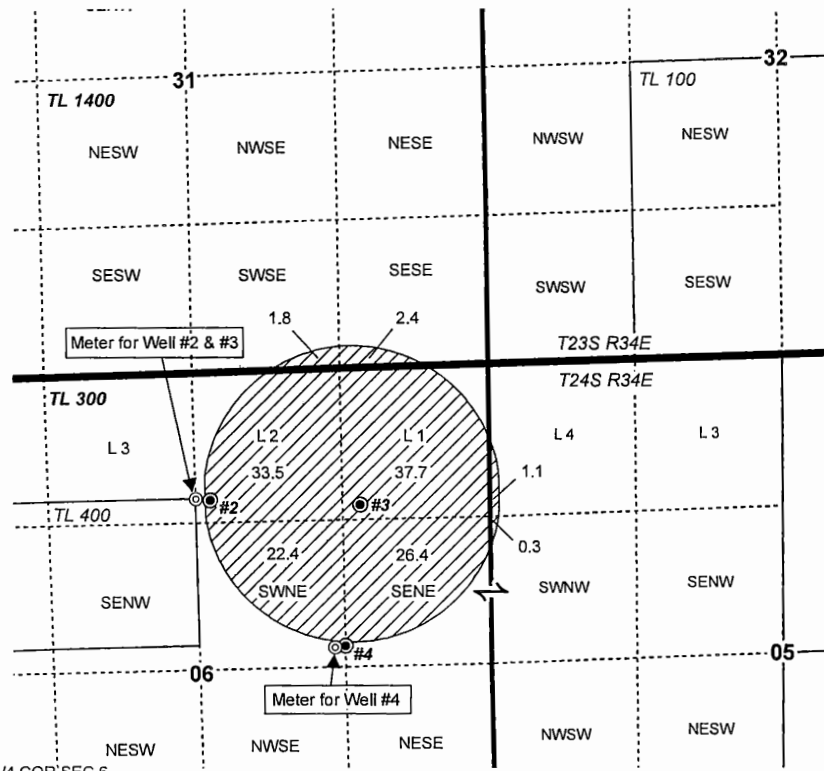 31
32
TL 1400
TL 100
NESW
NWSE
NESE
NWSW
NESW
SESW
SWSE
SESE
SWSW
SESW
1.8
2.4
Meter for Well #2 & #3
T23S R34E
T24S R34E
TL 300
L 3
L 2
L 1
L 4
L 3
33.5
37.7
1.1
#2
#3
TL 400
0.3
22.4
26.4
SENW
SWNE
SENE
SWNW
SENW
#4
06
05
Meter for Well #4
NESW
NWSE
NESE
NWSW
NESW
COR SEC 6